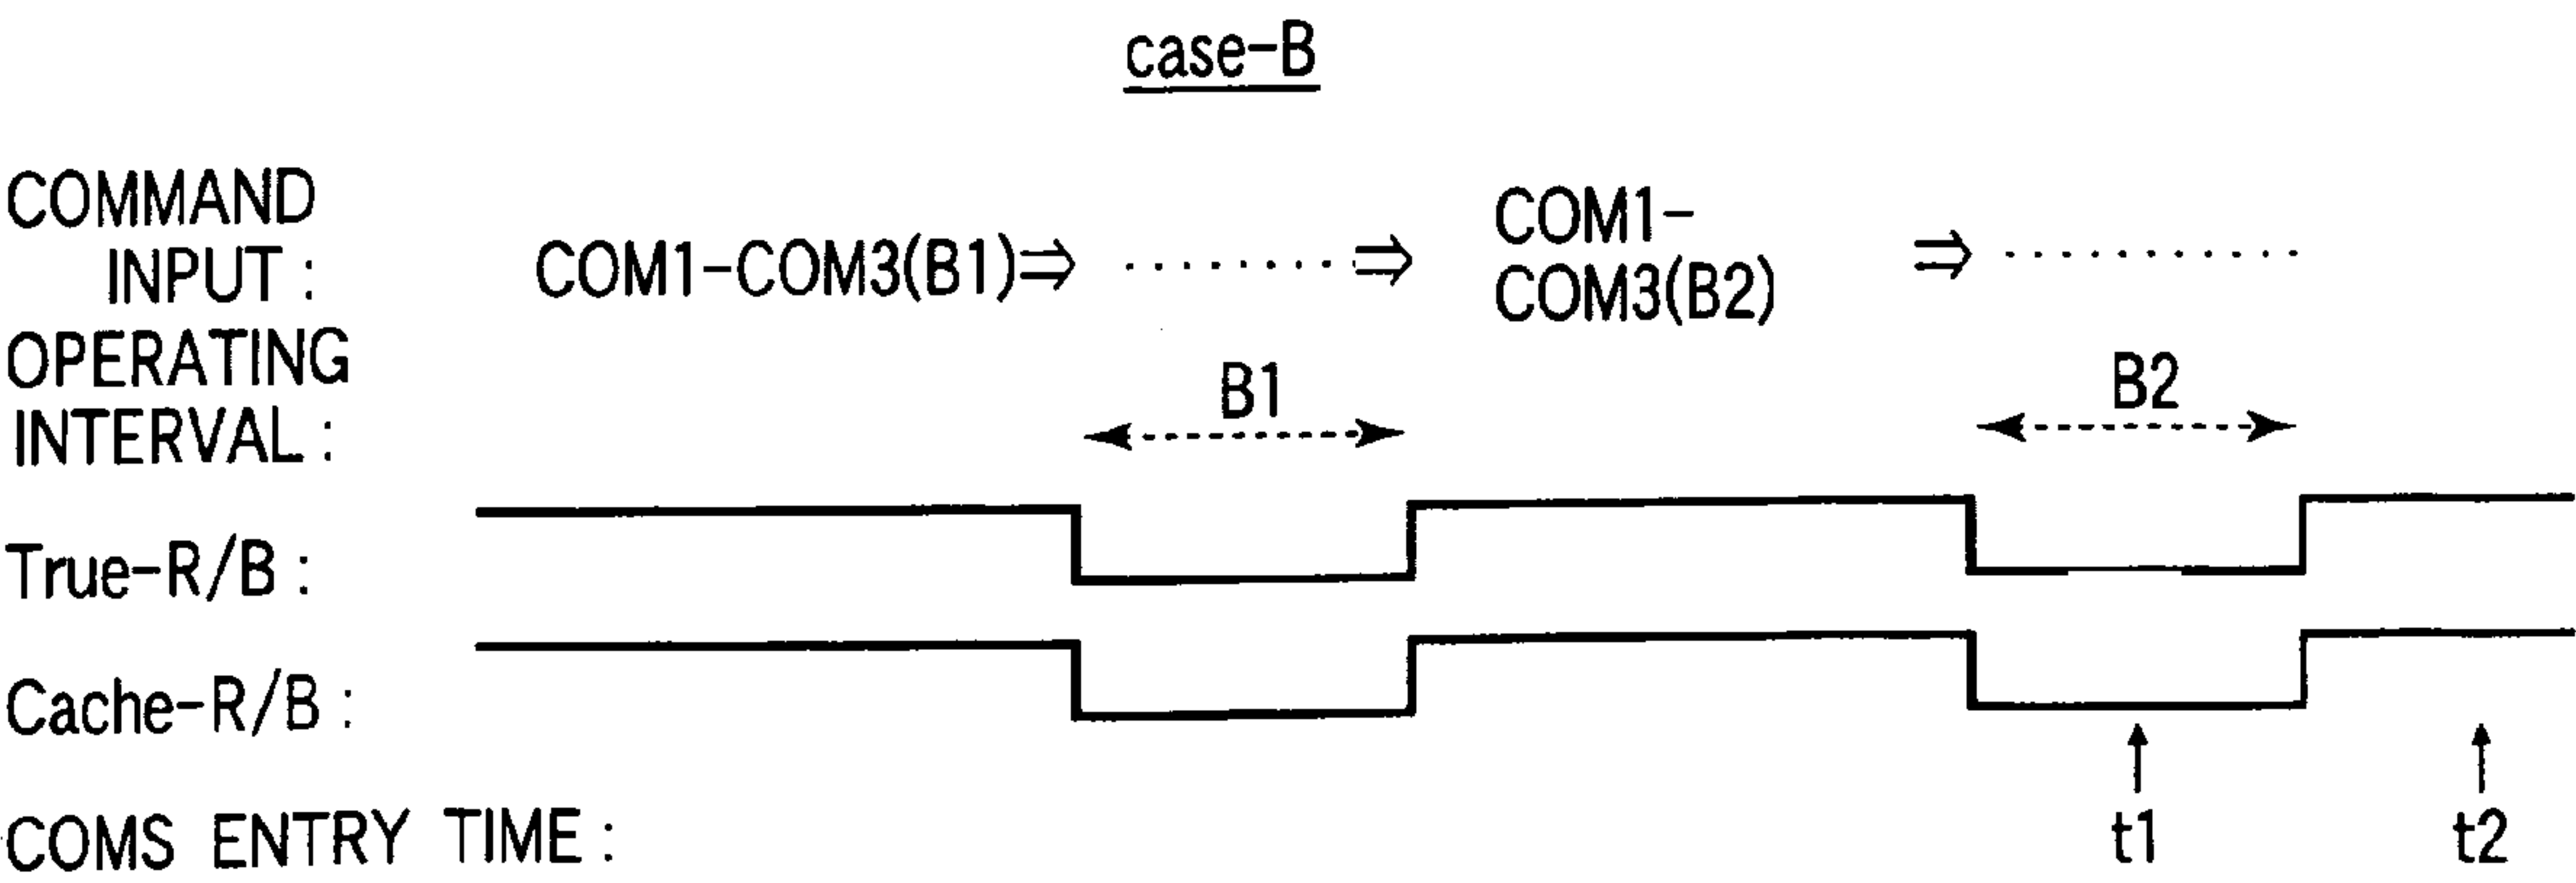 case-B
COMMAND
INPUT :
COM1-COM3(B1)⇒ ········⇒ COM1-
COM3(B2) ⇒ ··········
OPERATING
INTERVAL :
B1 B2
True-R/B :
Cache-R/B :
COMS ENTRY TIME : t1 t2